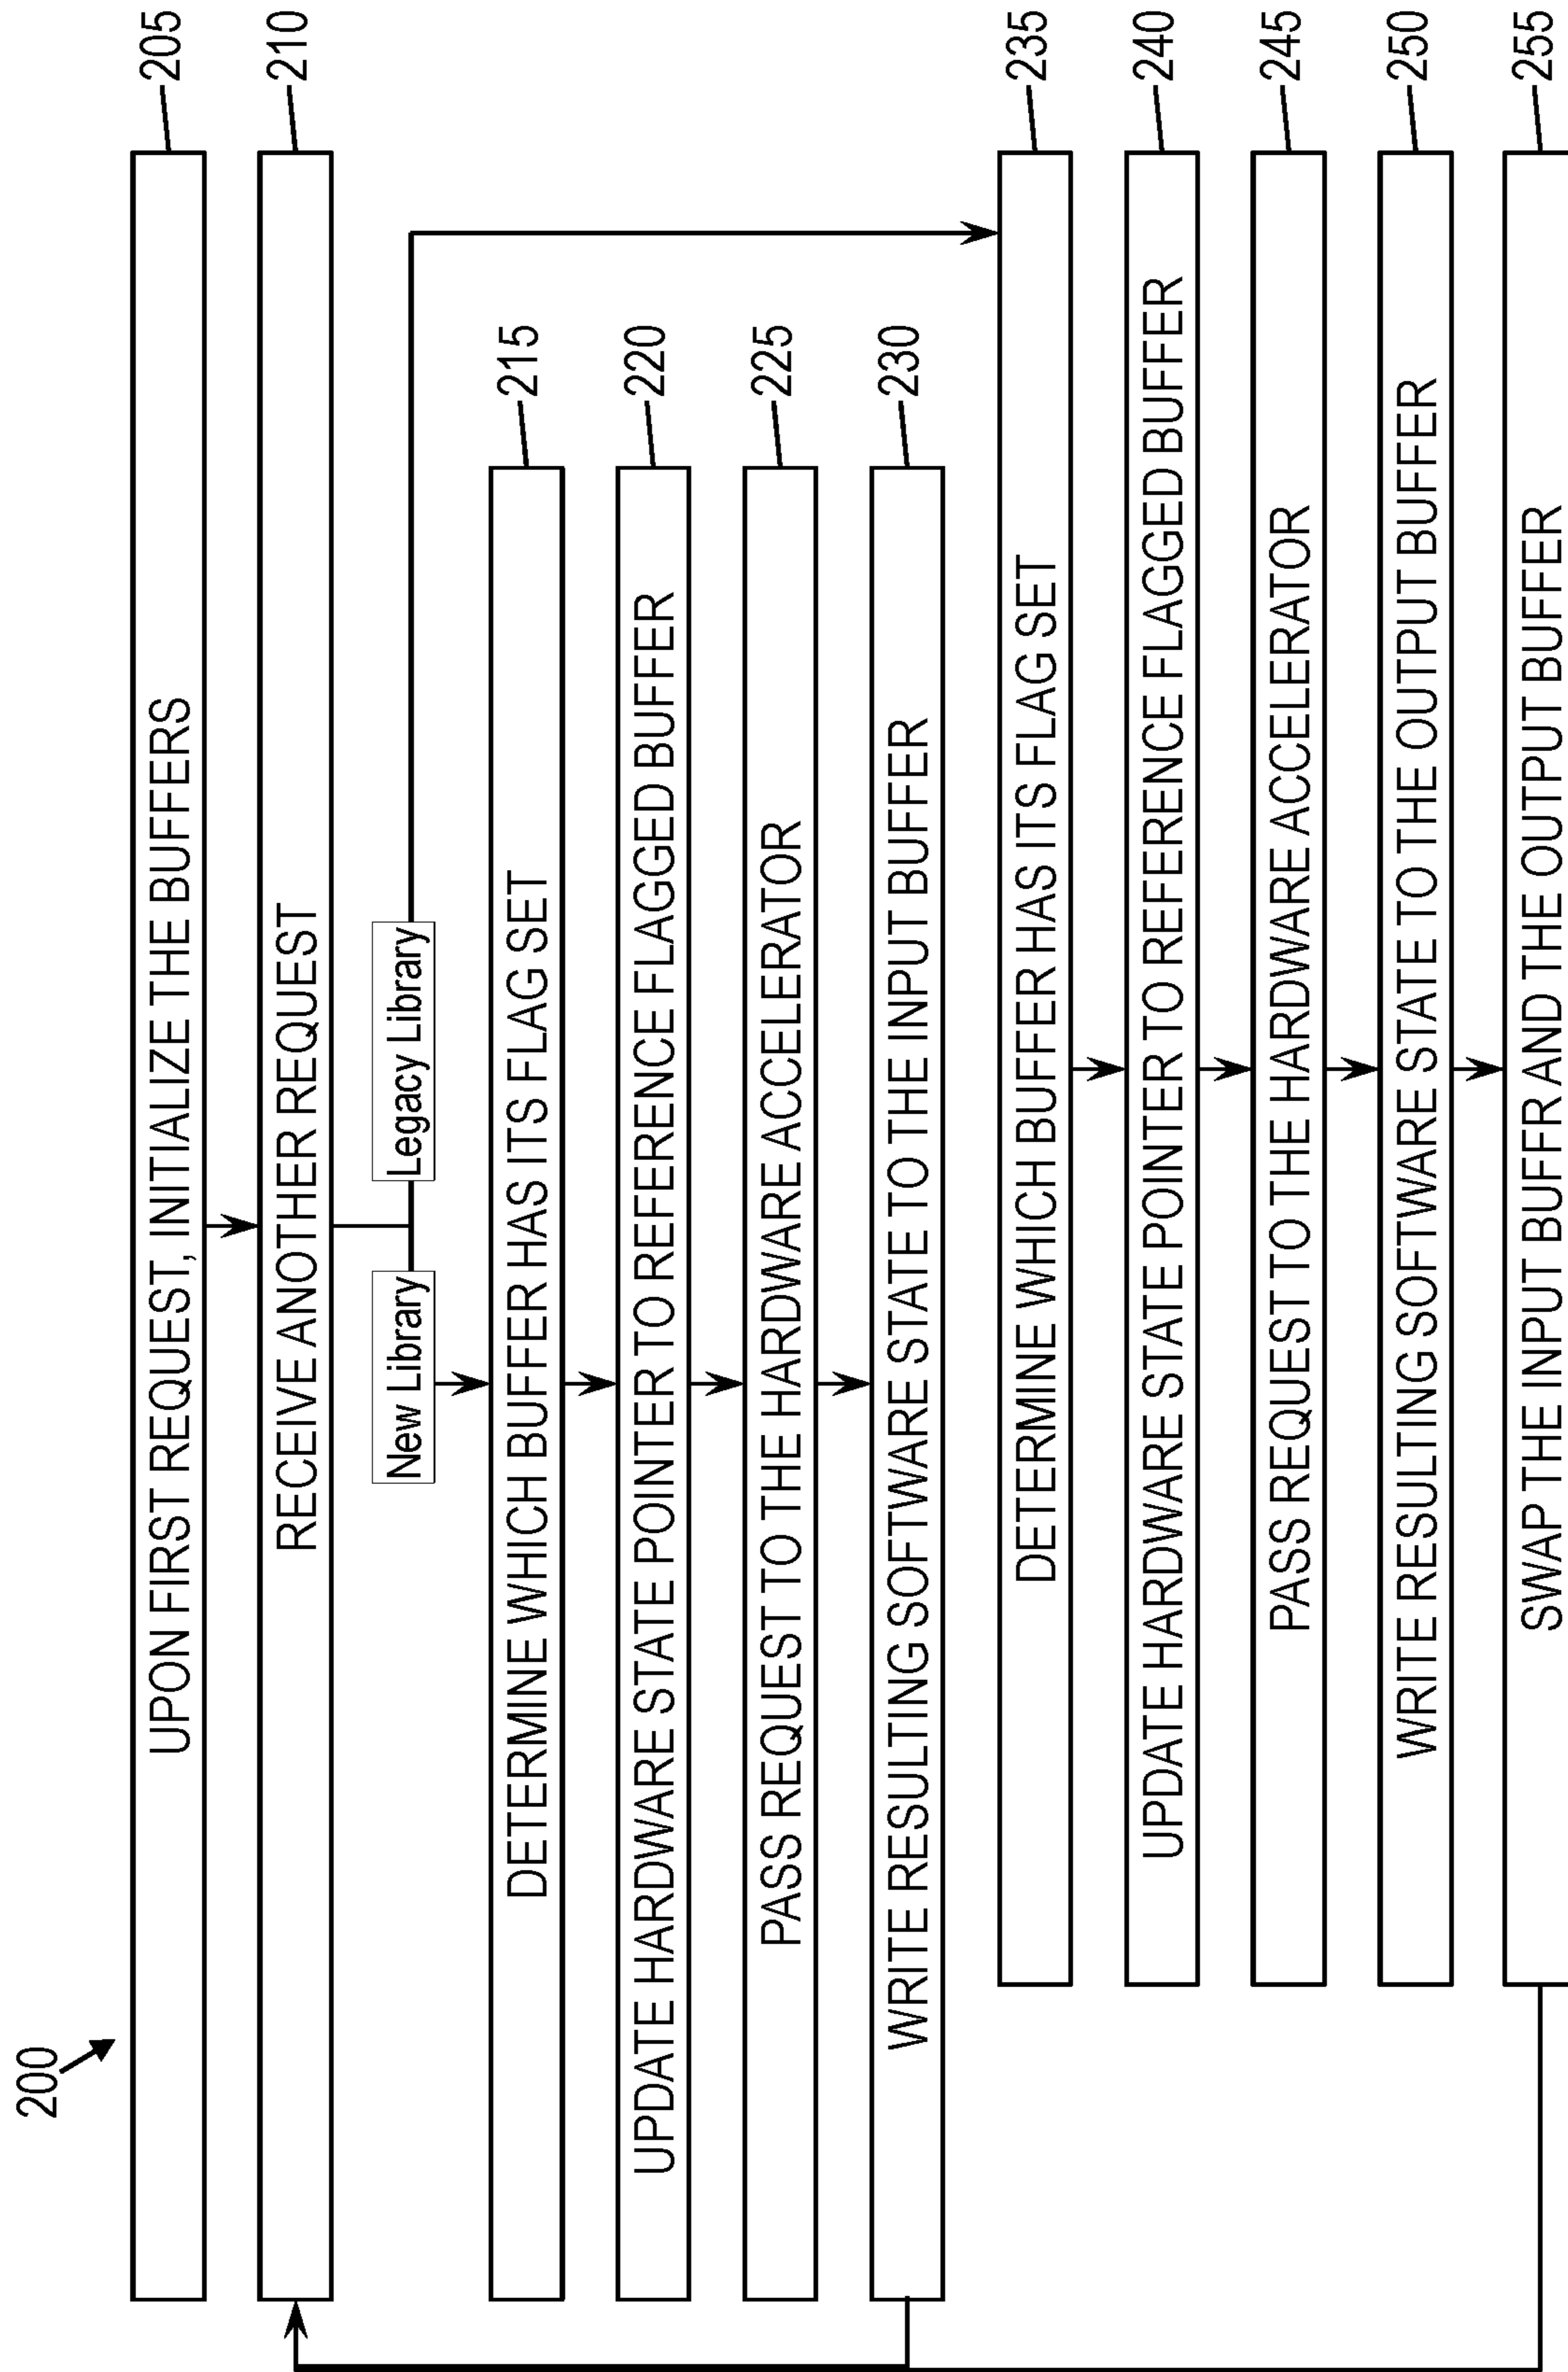 200
UPON FIRST REQUEST, INITIALIZE THE BUFFERS
205
RECEIVE ANOTHER REQUEST
210
New Library
Legacy Library
DETERMINE WHICH BUFFER HAS ITS FLAG SET
215
UPDATE HARDWARE STATE POINTER TO REFERENCE FLAGGED BUFFER
220
PASS REQUEST TO THE HARDWARE ACCELERATOR
225
WRITE RESULTING SOFTWARE STATE TO THE INPUT BUFFER
230
DETERMINE WHICH BUFFER HAS ITS FLAG SET
235
UPDATE HARDWARE STATE POINTER TO REFERENCE FLAGGED BUFFER
240
PASS REQUEST TO THE HARDWARE ACCELERATOR
245
WRITE RESULTING SOFTWARE STATE TO THE OUTPUT BUFFER
250
SWAP THE INPUT BUFFR AND THE OUTPUT BUFFER
255